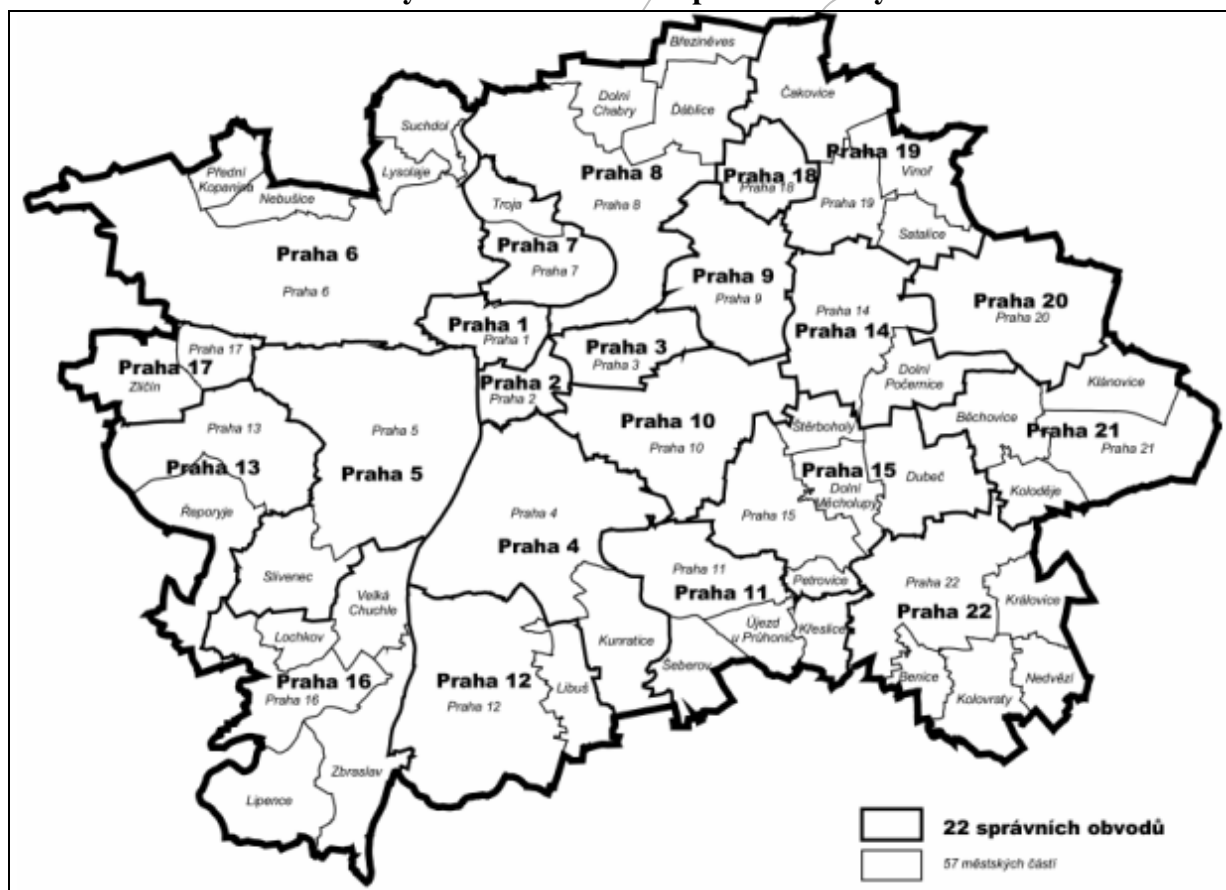 Březiněves
Čakovice
Dolní
Chabry
Ďáblice
Suchdol
Praha 19
Přední
Kopanina
Lysolaje
Praha 8
Praha 18
Praha 18
Vinoř
Nebušice
Troja
Praha 8
Praha 19
Satalice
Praha 6
Praha 7
Praha 7
Praha 9
Praha 6
Praha 9
Praha 20
Praha 20
Praha 14
Praha 14
Praha 1
Praha 1
Praha 3
Praha 3
Praha 17
Praha 17
Zličín
Dolní
Počernice
Klánovice
Praha 2
Praha 2
Praha 10
Praha 10
Štěrboholy
Běchovice
Praha 21
Praha 21
Praha 13
Praha 13
Praha 5
Praha 5
Praha 15
Dolní
Měcholupy
Dubeč
Koloděje
Řeporyje
Praha 4
Praha 4
Praha 15
Slivenec
Praha 11
Praha 11
Petrovice
Praha 22
Praha 22
Královice
Velká
Chuchle
Lochkov
Kunratice
Újezd
u Průhonic
Křeslice
Šeberov
Praha 16
Praha 16
Praha 12
Praha 12
Libuš
Benice
Kolovraty
Nedvězí
Zbraslav
Lipence
22 správních obvodů
57 městských částí